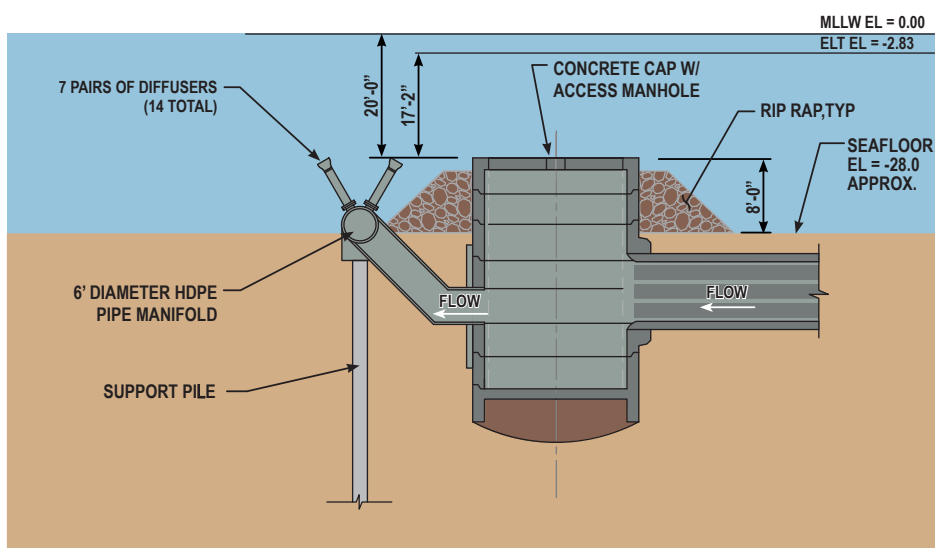 MLLW EL = 0.00
ELT EL = -2.83
7 PAIRS OF DIFFUSERS
(14 TOTAL)
20'-0"
17'-2"
CONCRETE CAP W/
ACCESS MANHOLE
RIP RAP,TYP
SEAFLOOR
EL = -28.0
APPROX.
8'-0"
6' DIAMETER HDPE
PIPE MANIFOLD
FLOW
FLOW
SUPPORT PILE